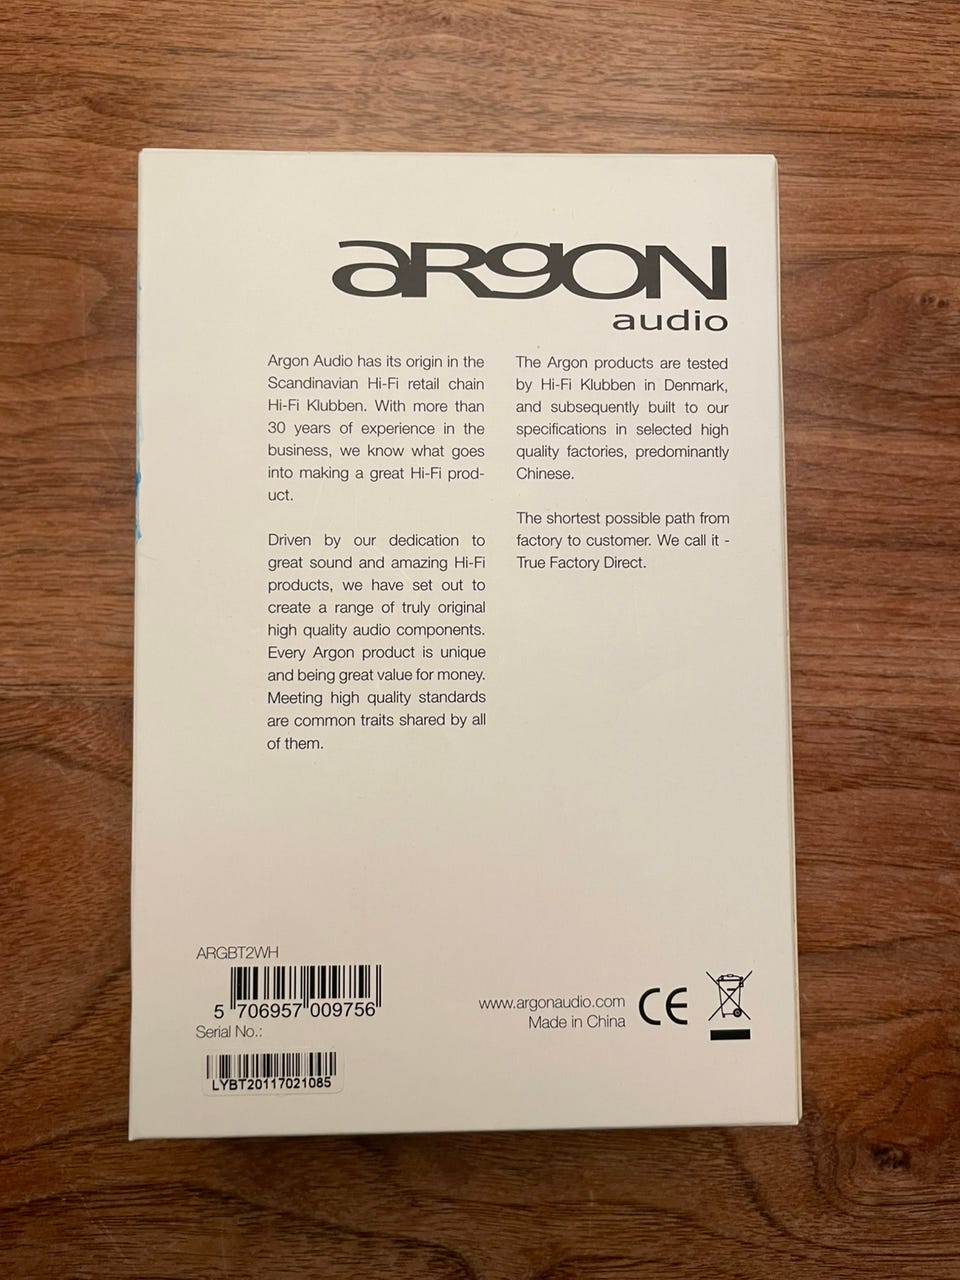 aRgON
audio
Argon Audio has its origin in the
Scandinavian Hi-Fi retail chain
Hi-Fi Klubben. With more than
30 years of experience in the
business, we know what goes
into making a great Hi-Fi prod-
uct.
Driven by our dedication to
great sound and amazing Hi-Fi
products, we have set out to
create a range of truly original
high quality audio components.
Every Argon product is unique
and being great value for money.
Meeting high quality standards
are common traits shared by all
of them.
The Argon products are tested
by Hi-Fi Klubben in Denmark,
and subsequently built to our
specifications in selected high
quality factories, predominantly
Chinese.
The shortest possible path from
factory to customer. We call it -
True Factory Direct.
ARGBT2WH
5 706957 009756
Serial No.:
LYBT20117021085
www.argonaudio.com
Made in China
CE